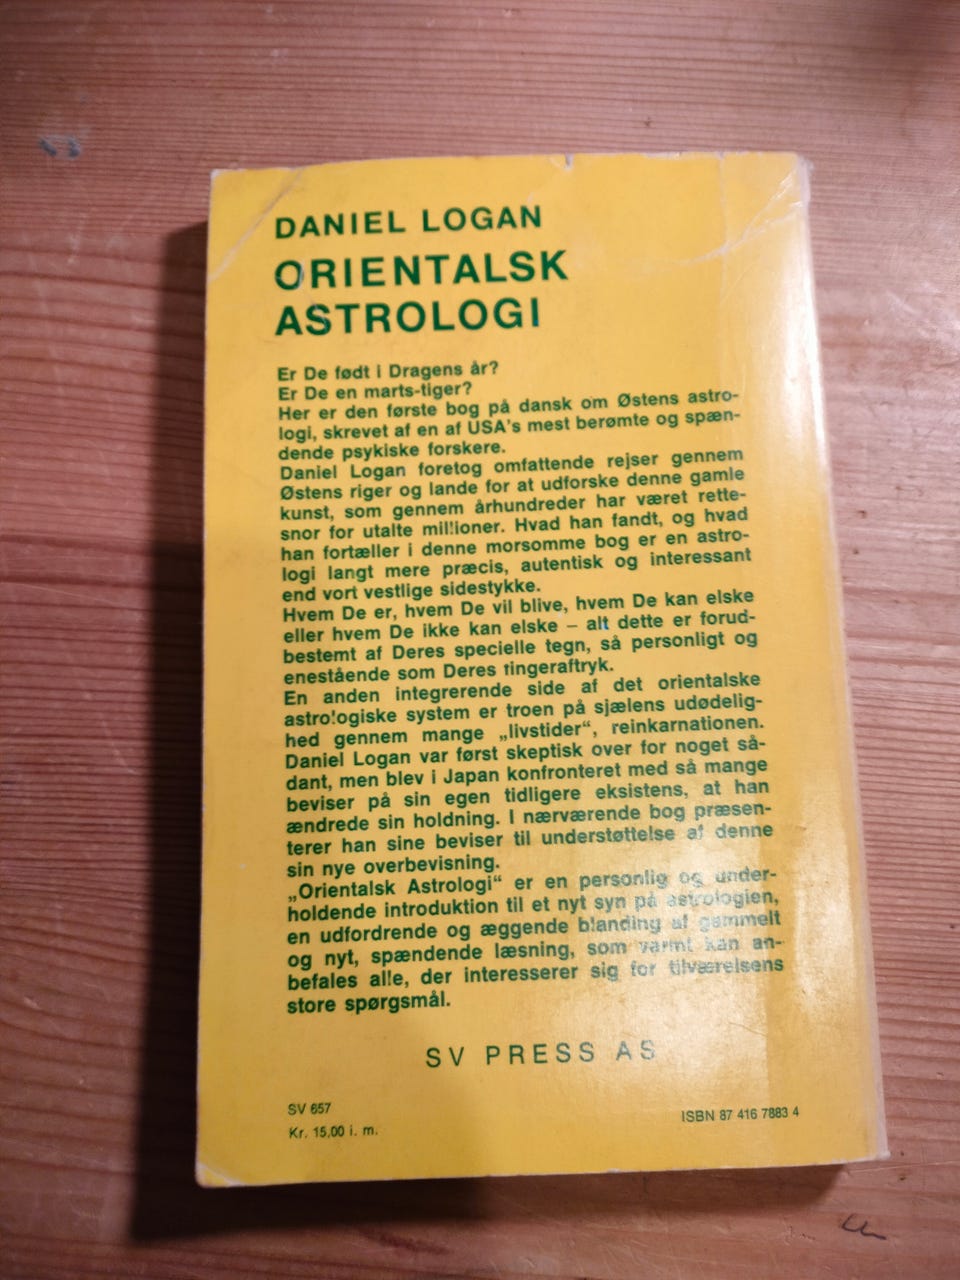 DANIEL LOGAN
ORIENTALSK
ASTROLOGI
Er De født i Dragens år?
Er De en marts-tiger?
Her er den første bog på dansk om Østens astro-
logi, skrevet af en af USA's mest berømte og spæn-
dende psykiske forskere.
Daniel Logan foretog omfattende rejser gennem
Østens riger og lande for at udforske denne gamle
kunst, som gennem århundreder har været rette-
snor for utalte millioner. Hvad han fandt, og hvad
han fortæller i denne morsomme bog er en astro-
logi langt mere præcis, autentisk og interessant
end vort vestlige sidestykke.
Hvem De er, hvem De vil blive, hvem De kan elske
eller hvem De ikke kan elske – alt dette er forud-
bestemt af Deres specielle tegn, så personligt og
enestående som Deres fingeraftryk.
En anden integrerende side af det orientalske
astrologiske system er troen på sjælens udødelig-
hed gennem mange „livstider“, reinkarnationen.
Daniel Logan var først skeptisk over for noget så-
dant, men blev i Japan konfronteret med så mange
beviser på sin egen tidligere eksistens, at han
ændrede sin holdning. I nærværende bog præsen-
terer han sine beviser til understøttelse af denne
sin nye overbevisning.
„Orientalsk Astrologi“ er en personlig og under-
holdende introduktion til et nyt syn på astrologien,
en udfordrende og æggende blanding af gammelt
og nyt, spændende læsning, som varmt kan an-
befales alle, der interesserer sig for tilværelsens
store spørgsmål.
SV PRESS AS
SV 657
Kr. 15,00 i. m.
ISBN 87 416 7883 4